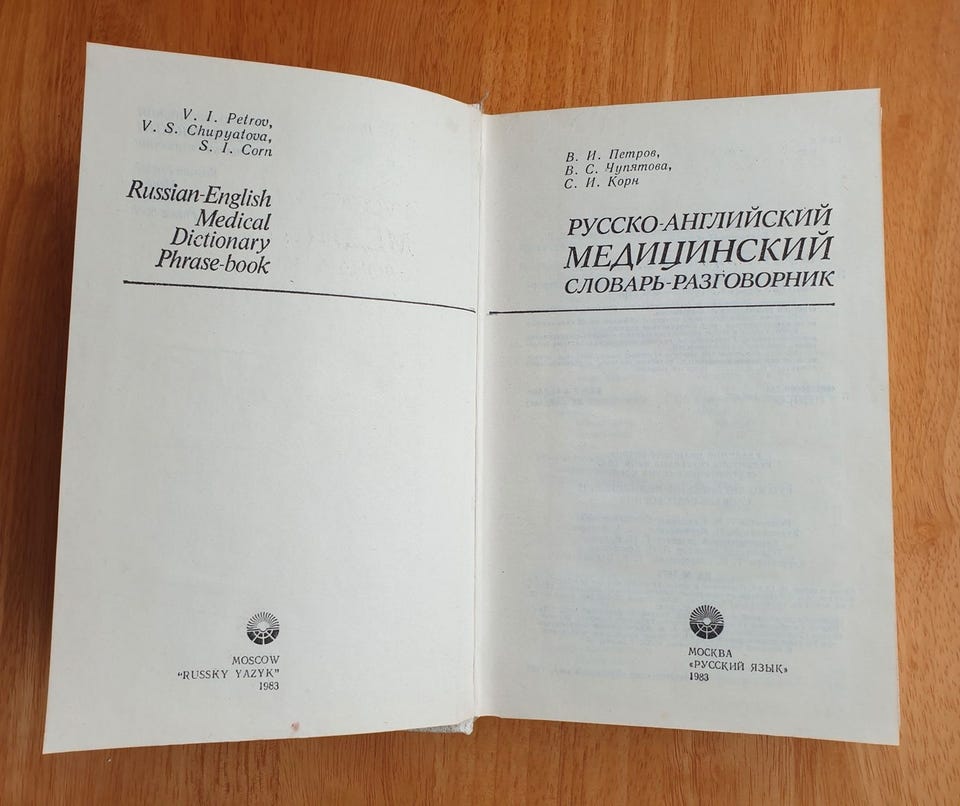 V. I. Petrov,
V. S. Chupyatova,
S. I. Corn
Russian-English
Medical
Dictionary
Phrase-book
MOSCOW
"RUSSKY YAZYK"
1983
В. И. Петров,
В. С. Чупятова,
С. И. Корн
РУССКО-АНГЛИЙСКИЙ
МЕДИЦИНСКИЙ
СЛОВАРЬ-РАЗГОВОРНИК
МОСКВА
«РУССКИЙ ЯЗЫК»
1983